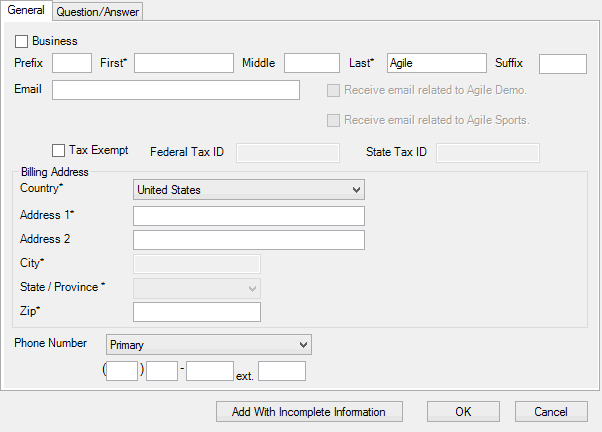 General Question/Answer
Business
Prefix First* Middle Last* Agile Suffix
Email Receive email related to Agile Demo.
Receive email related to Agile Sports.
Tax Exempt Federal Tax ID State Tax ID
Billing Address
Country* United States
Address 1*
Address 2
City*
State / Province *
Zip*
Phone Number Primary
( ) - ext.
Add With Incomplete Information OK Cancel